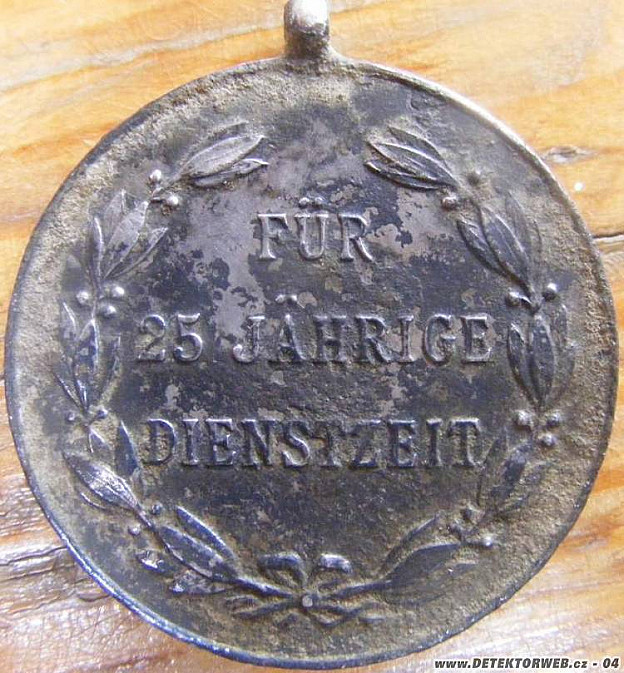 FÜR
25 JÄHRIGE
DIENSTZEIT
www.DETEKTORWEB.cz - 04